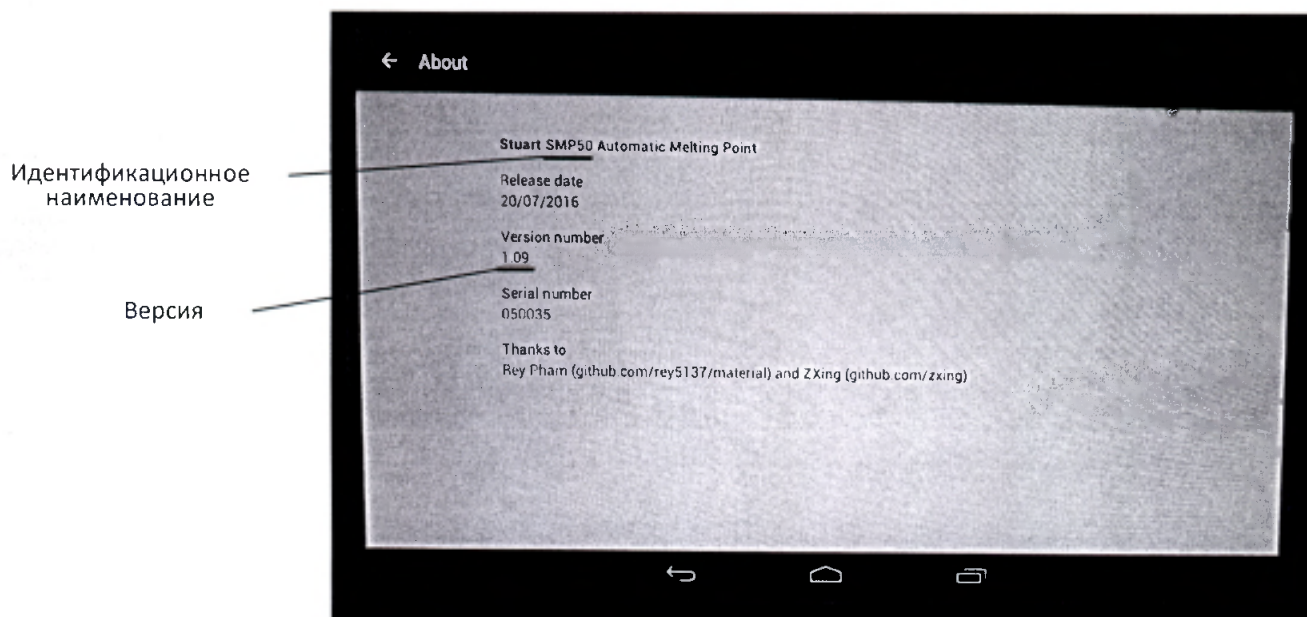 About
Stuart SMP50 Automatic Melting Point
Идентификационное
наименование
Release date
20/07/2016
Version number
1.09
Версия
Serial number
050035
Thanks to
Rey Pham (github.com/rey5137/material) and ZXing (github.com/zxing)